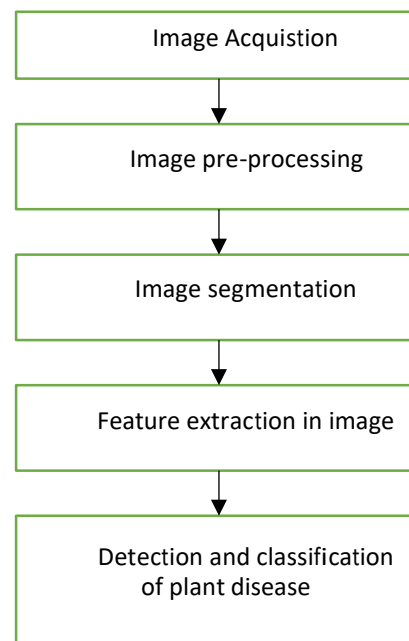 Image Acquistion
Image pre-processing
Image segmentation
Feature extraction in image
Detection and classification
of plant disease